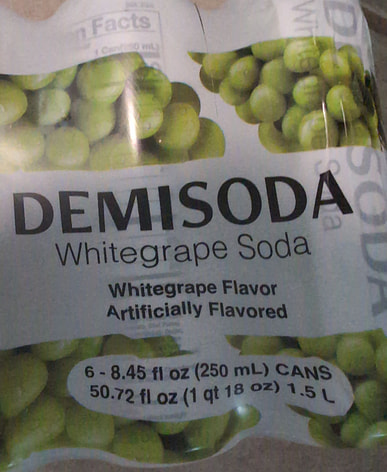 n Facts
DEMISODA
Whitegrape Soda
Whitegrape Flavor
Artificially Flavored
6 - 8.45 fl oz (250 mL) CANS
50.72 fl oz (1 qt 18 oz) 1.5 L